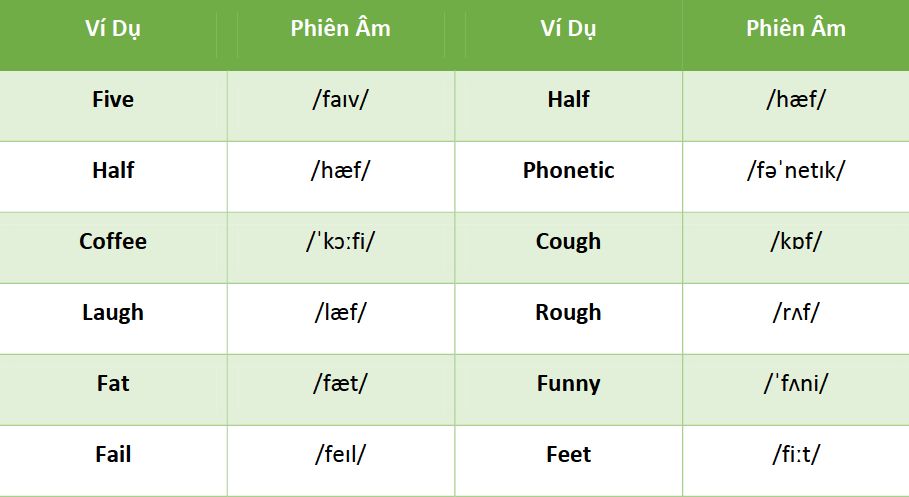 Ví Dụ Phiên Âm Ví Dụ Phiên Âm
Five /faɪv/ Half /hæf/
Half /hæf/ Phonetic /fəˈnetɪk/
Coffee /ˈkɔːfi/ Cough /kɒf/
Laugh /læf/ Rough /rʌf/
Fat /fæt/ Funny /ˈfʌni/
Fail /feɪl/ Feet /fiːt/